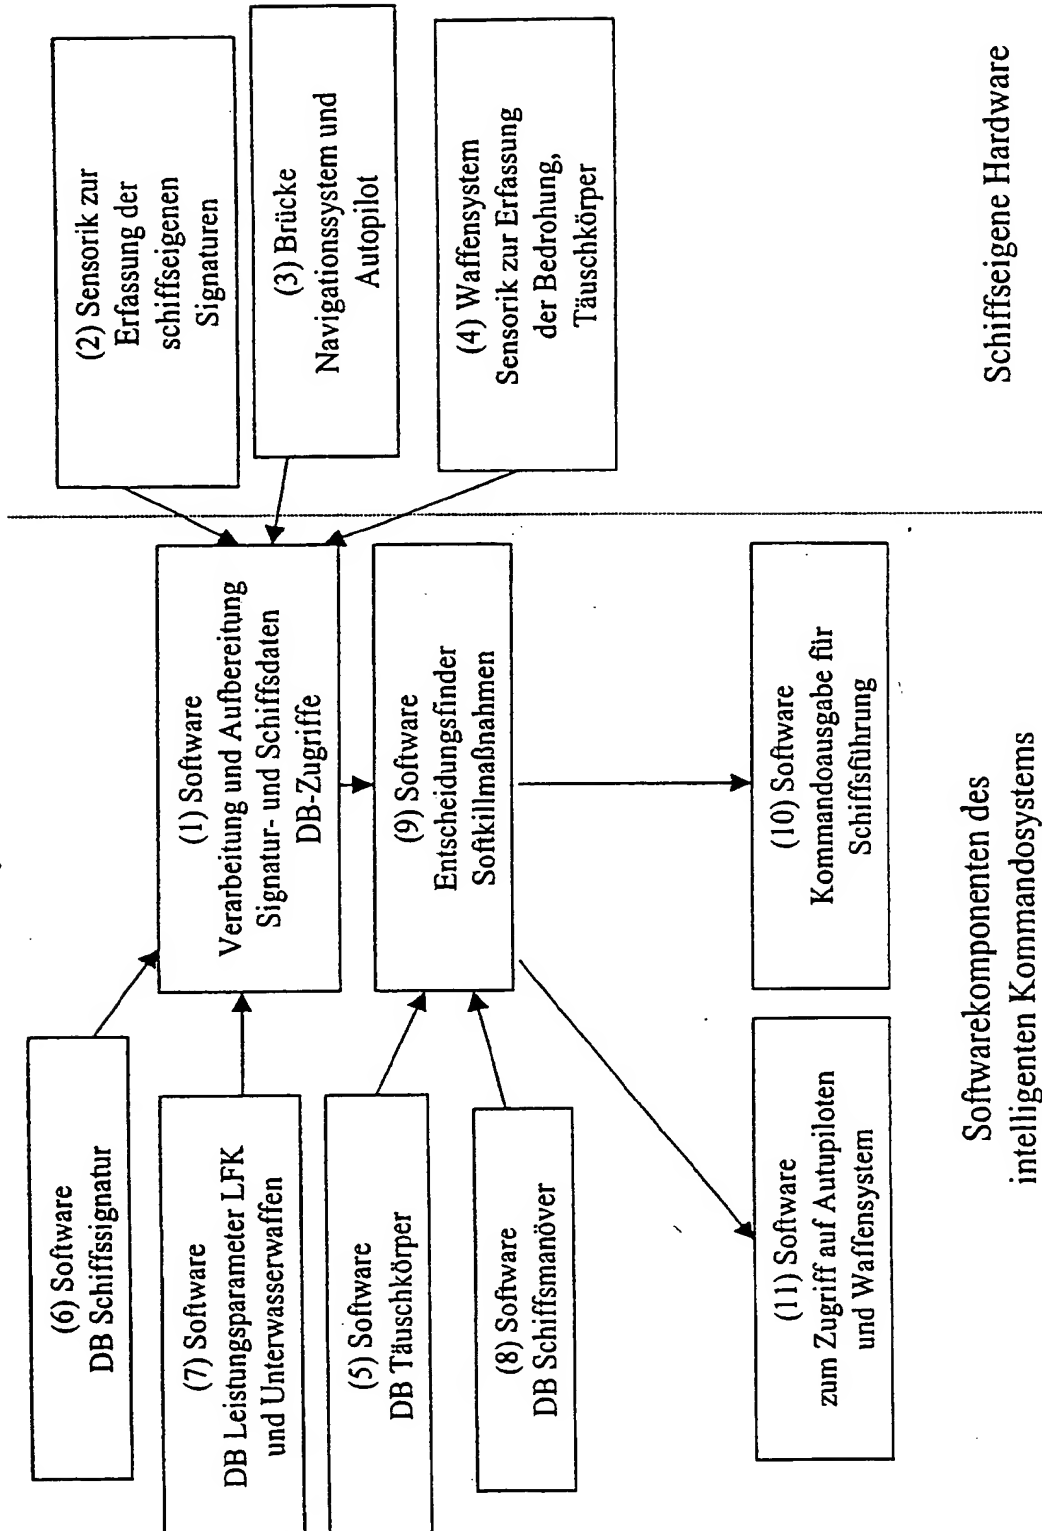 (6) Software
DB Schiffssignatur
(7) Software
DB Leistungsparameter LFK
und Unterwasserwaffen
(5) Software
DB Täuschkörper
(8) Software
DB Schiffsmanöver
(1) Software
Verarbeitung und Aufbereitung
Signatur- und Schiffsdaten
DB-Zugriffe
(9) Software
Entscheidungsfinder
Softkillmaßnahmen
(11) Software
zum Zugriff auf Autupiloten
und Waffensystem
(10) Software
Kommandoausgabe für
Schiffsführung
Softwarekomponenten des
intelligenten Kommandosystems
(2) Sensorik zur
Erfassung der
schiffseigenen
Signaturen
(3) Brücke
Navigationssystem und
Autopilot
(4) Waffensystem
Sensorik zur Erfassung
der Bedrohung,
Täuschkörper
Schiffseigene Hardware